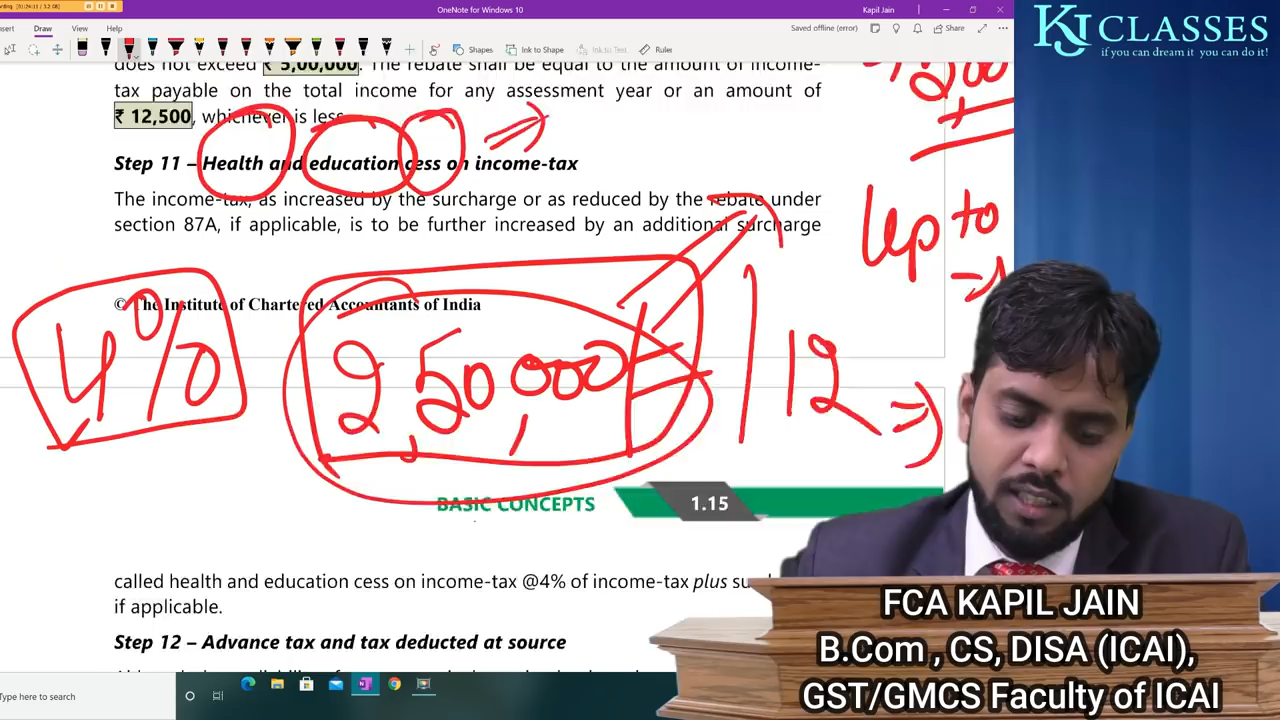 OneNote for Windows 10
Kapil Jain
Insert Draw View Help
Saved offline (error)
Share
Shapes
Ink to Shape
Ink to Text
Ruler
KJ CLASSES
if you can dream it you can do it!
does not exceed ₹ 5,00,000. The rebate shall be equal to the amount of income-
tax payable on the total income for any assessment year or an amount of
₹ 12,500, whichever is less.
Step 11 – Health and education cess on income-tax
The income-tax, as increased by the surcharge or as reduced by the rebate under
section 87A, if applicable, is to be further increased by an additional surcharge
Up to
© The Institute of Chartered Accountants of India
4%
2,50,000
12
BASIC CONCEPTS 1.15
called health and education cess on income-tax @4% of income-tax plus
if applicable.
Step 12 – Advance tax and tax deducted at source
Type here to search
FCA KAPIL JAIN
B.Com , CS, DISA (ICAI),
GST/GMCS Faculty of ICAI